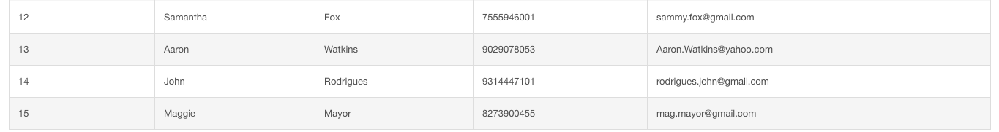 12 Samantha Fox 7555946001 sammy.fox@gmail.com
13 Aaron Watkins 9029078053 Aaron.Watkins@yahoo.com
14 John Rodrigues 9314447101 rodrigues.john@gmail.com
15 Maggie Mayor 8273900455 mag.mayor@gmail.com